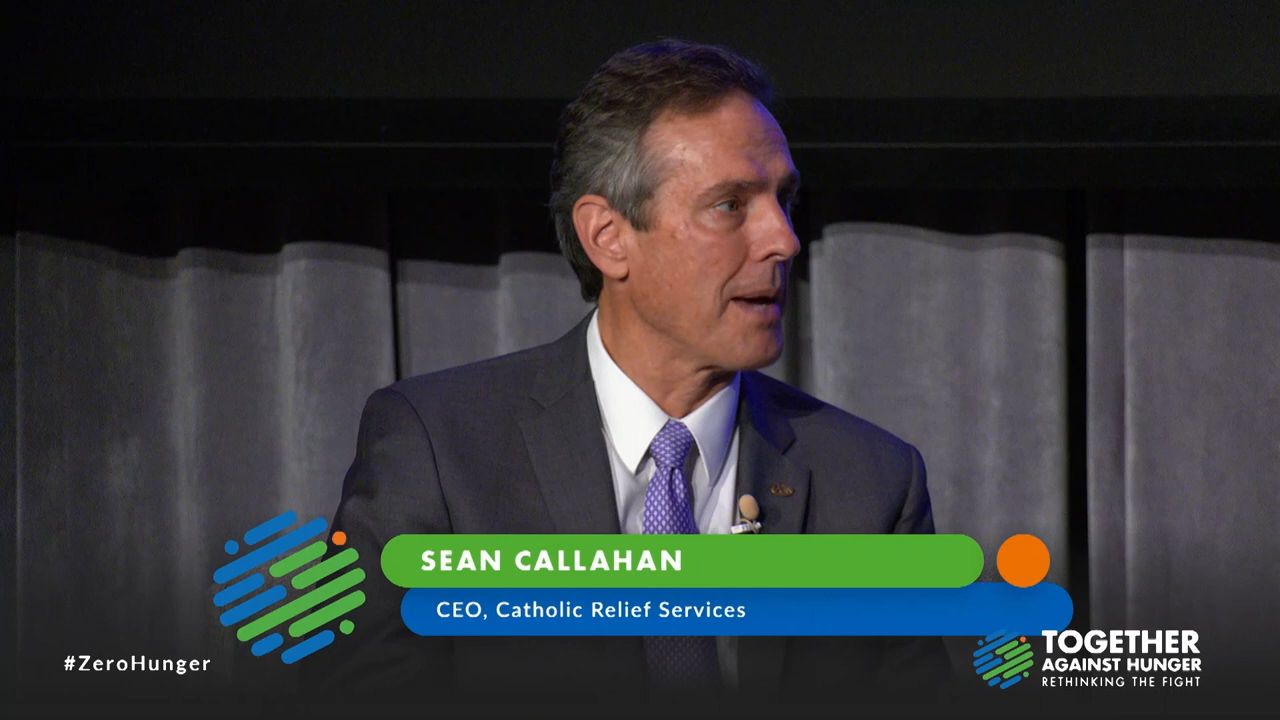 SEAN CALLAHAN
CEO, Catholic Relief Services
#ZeroHunger
TOGETHER
AGAINST HUNGER
RETHINKING THE FIGHT